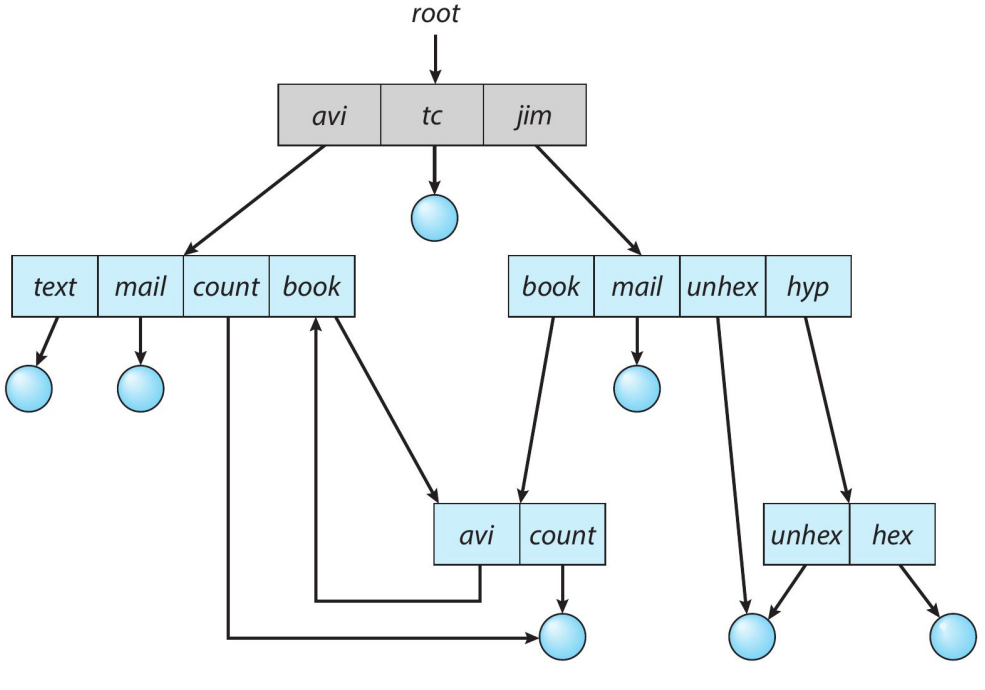 root
avi tc jim
text mail count book
book mail unhex hyp
avi count
unhex hex